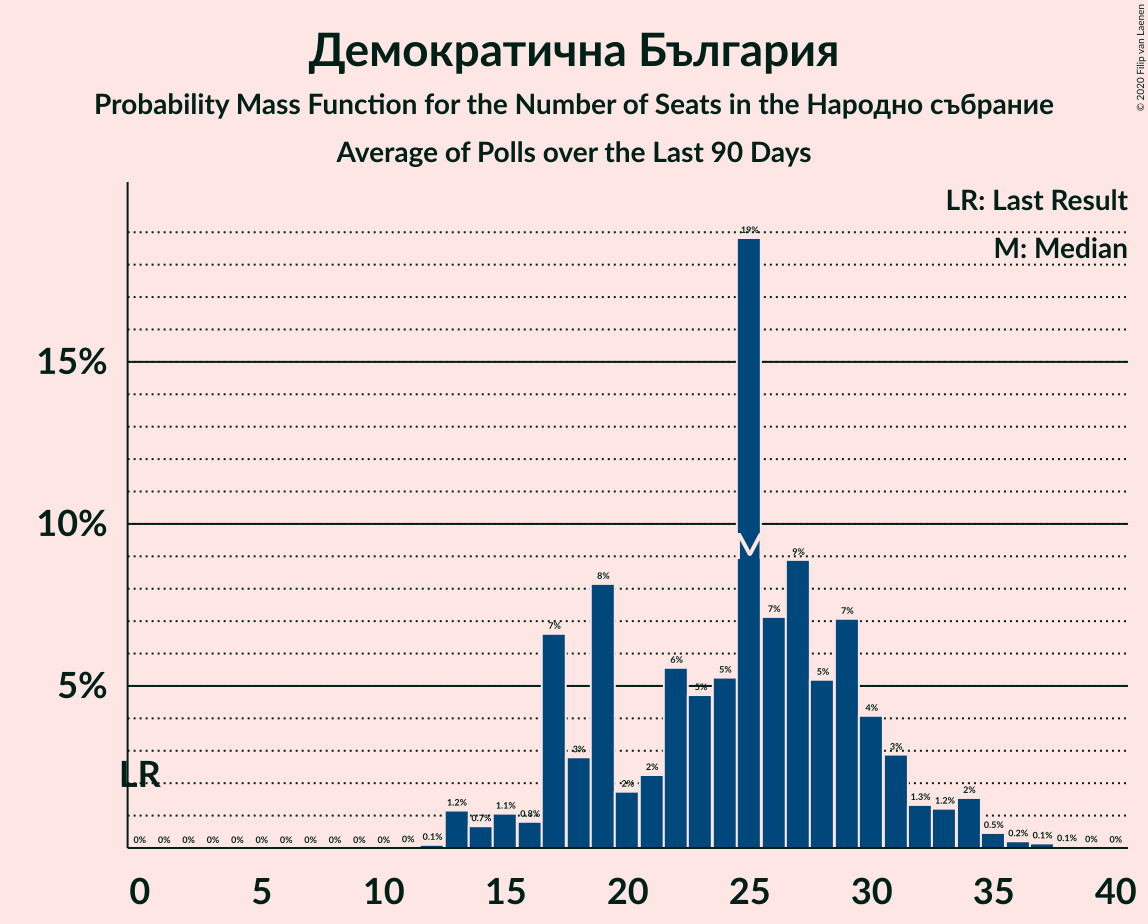 Демократична България
Probability Mass Function for the Number of Seats in the Народно събрание
Average of Polls over the Last 90 Days
© 2020 Filip van Laenen
LR: Last Result
M: Median
15%
10%
5%
LR
M
0% 0% 0% 0% 0% 0% 0% 0% 0% 0% 0% 0% 0.1% 1.2% 0.7% 1.1% 0.8% 7% 3% 8% 2% 2% 6% 5% 5% 19% 7% 9% 5% 7% 4% 3% 1.3% 1.2% 2% 0.5% 0.2% 0.1% 0.1% 0% 0%
0 5 10 15 20 25 30 35 40